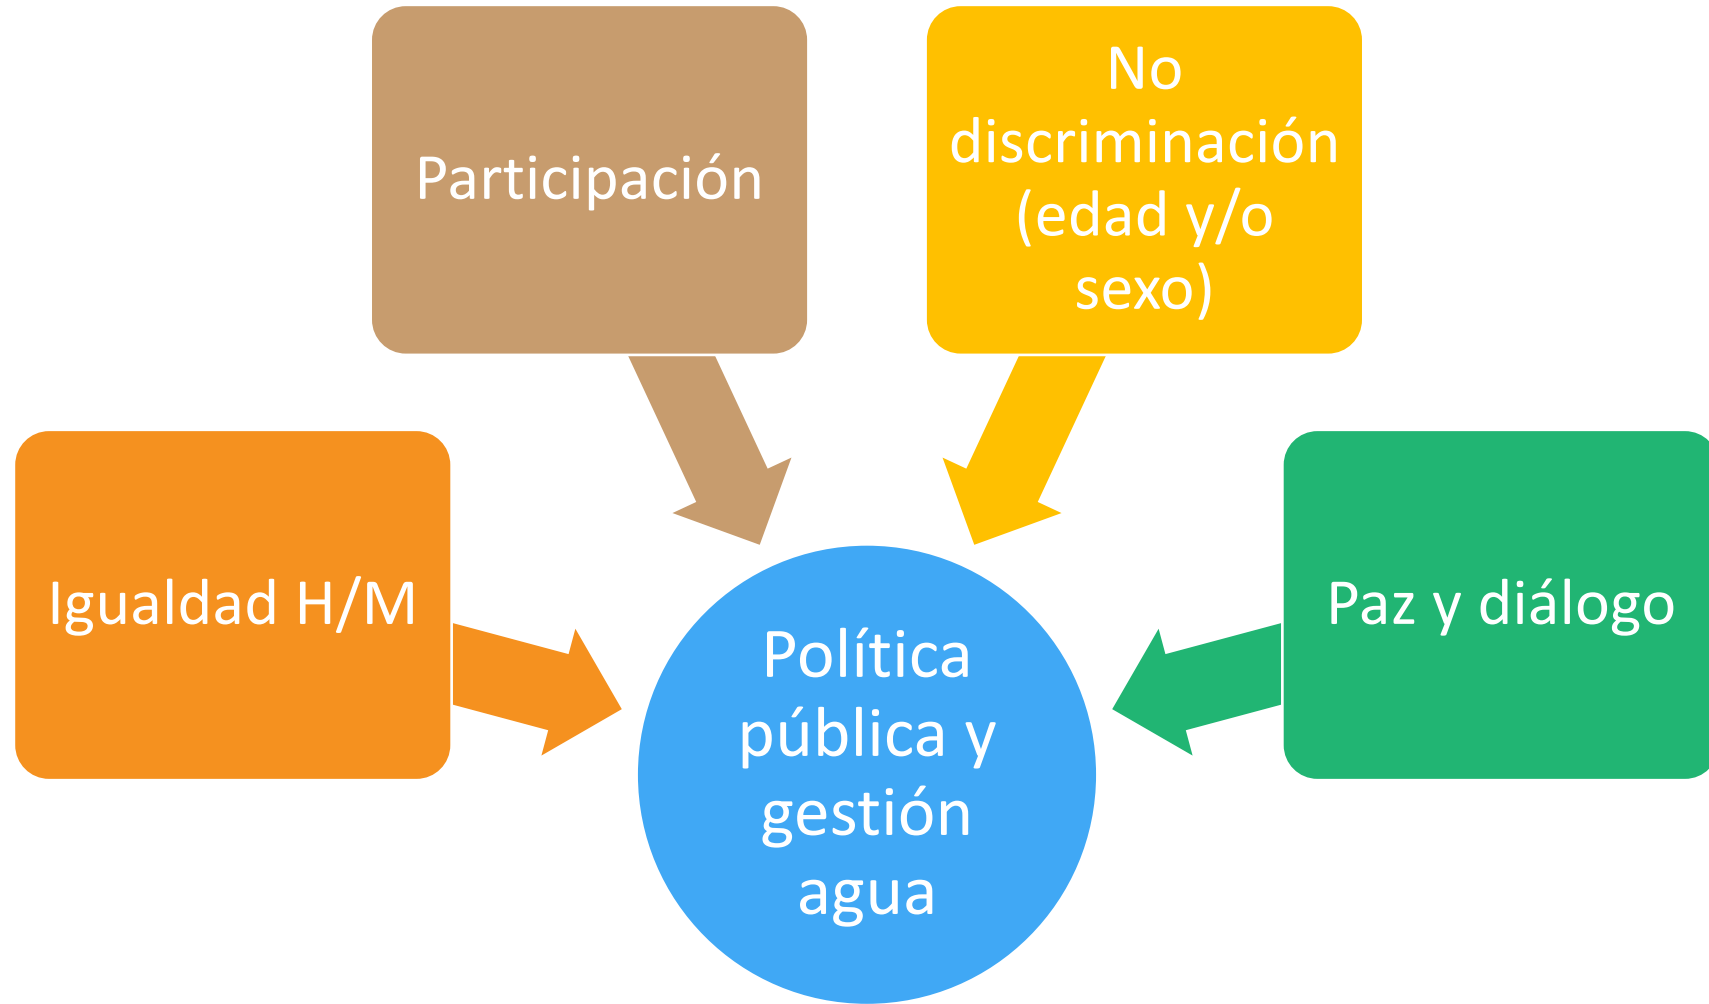 Participación
No
discriminación
(edad y/o
sexo)
Igualdad H/M
Paz y diálogo
Política
pública y
gestión
agua